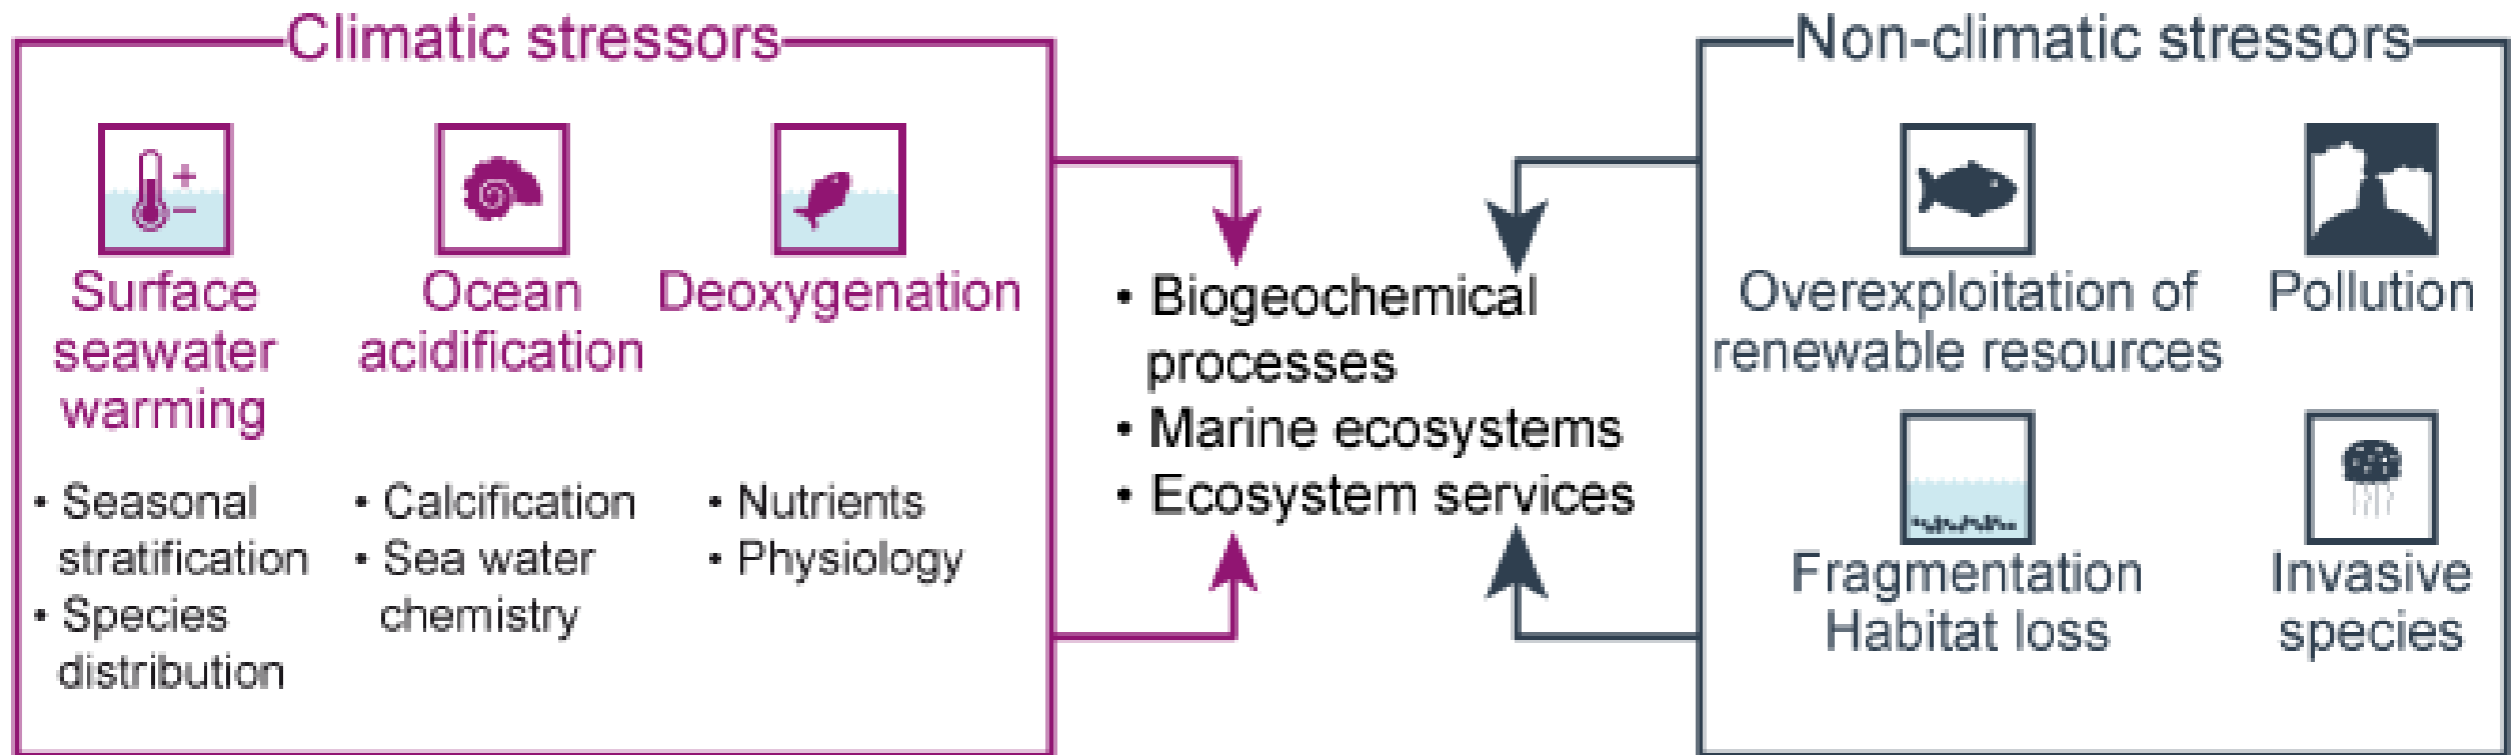 Climatic stressors
Surface
seawater
warming
• Seasonal
stratification
• Species
distribution
Ocean
acidification
• Calcification
• Sea water
chemistry
Deoxygenation
• Nutrients
• Physiology
• Biogeochemical
processes
• Marine ecosystems
• Ecosystem services
Non-climatic stressors
Overexploitation of
renewable resources
Pollution
Fragmentation
Habitat loss
Invasive
species